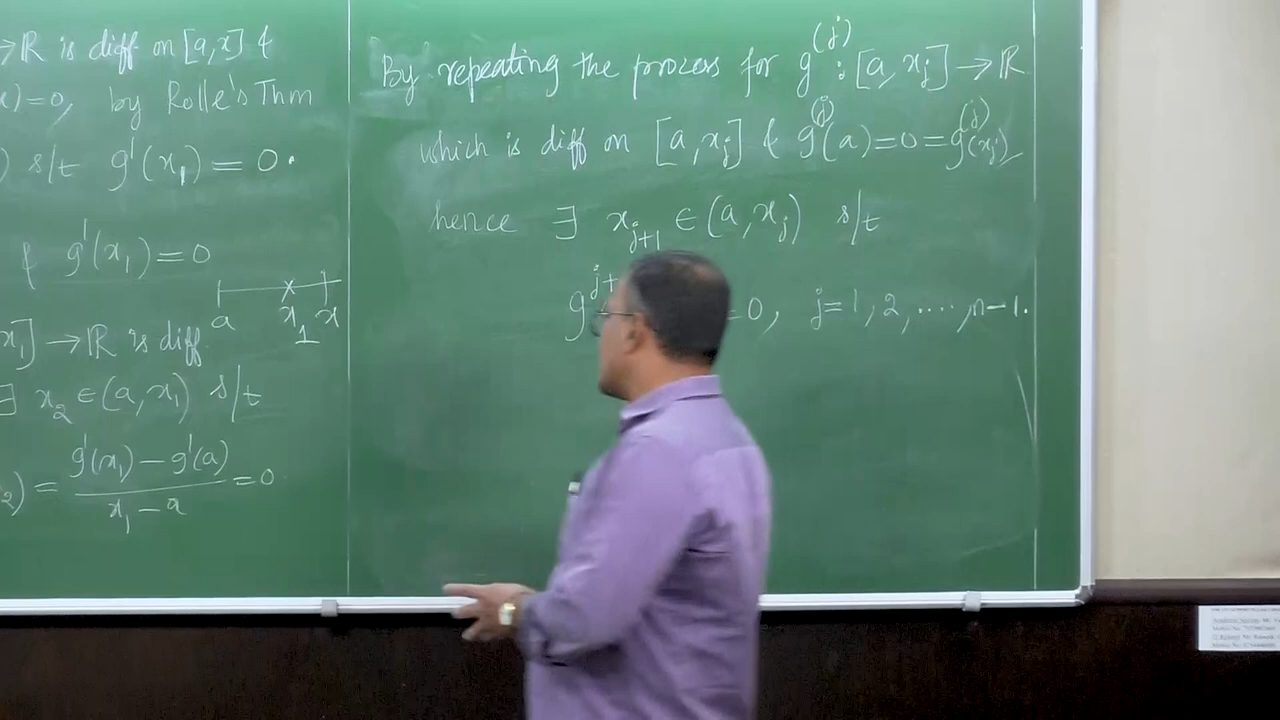 →ℝ is diff on [a,x] &
x)=0, by Rolle's Thm
) s/t g'(x₁) = 0.
& g'(x₁) = 0
a x₁ x
x₁] → ℝ is diff.
∃ x₂ ∈ (a, x₁) s/t
₂) = (g'(x₁) − g'(a))/(x₁ − a) = 0
By repeating the process for g⁽ʲ⁾ : [a, xⱼ] → ℝ
which is diff on [a, xⱼ] & g⁽ʲ⁾(a) = 0 = g⁽ʲ⁾(xⱼ)
hence ∃ xⱼ₊₁ ∈ (a, xⱼ) s/t
gʲ⁺ =0, j=1, 2, ...., n−1.